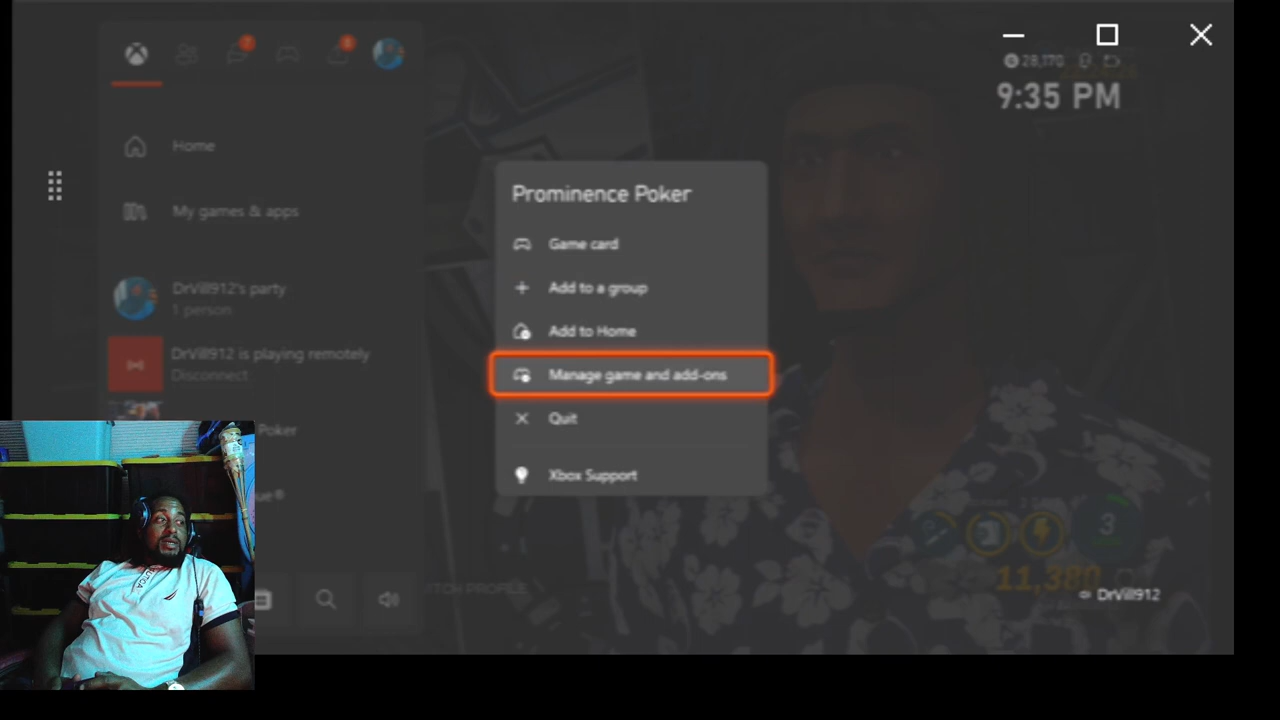 28,170
9:35 PM
Home
My games & apps
DrVill912's party
1 person
DrVill912 is playing remotely
Disconnect
Poker
Prominence Poker
Game card
Add to a group
Add to Home
Manage game and add-ons
Quit
Xbox Support
3
11,380
DrVill912